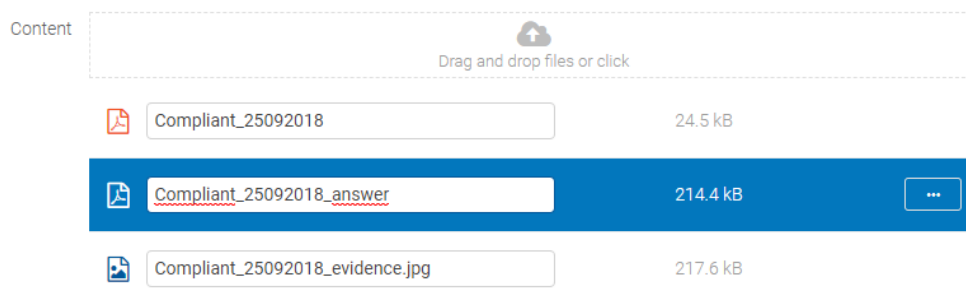 Content
Drag and drop files or click
Compliant_25092018 24.5 kB
Compliant_25092018_answer 214.4 kB ...
Compliant_25092018_evidence.jpg 217.6 kB